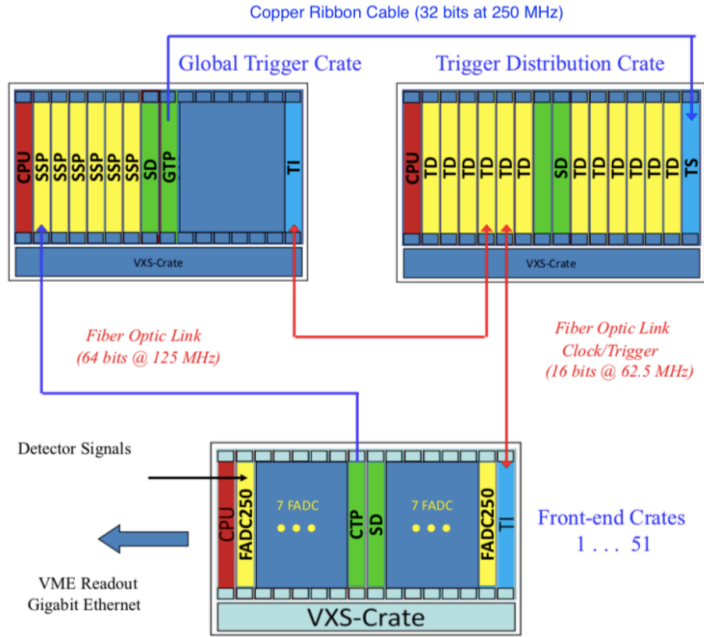 Copper Ribbon Cable (32 bits at 250 MHz)
Global Trigger Crate
Trigger Distribution Crate
CPU
SSP
SSP
SSP
SSP
SSP
SSP
SD
GTP
TI
CPU
TD
TD
TD
TD
TD
TD
SD
TD
TD
TD
TD
TD
TD
TS
VXS-Crate
VXS-Crate
Fiber Optic Link
(64 bits @ 125 MHz)
Fiber Optic Link
Clock/Trigger
(16 bits @ 62.5 MHz)
Detector Signals
CPU
FADC250
7 FADC
CTP
SD
7 FADC
FADC250
TI
Front-end Crates
1 . . . 51
VME Readout
Gigabit Ethernet
VXS-Crate